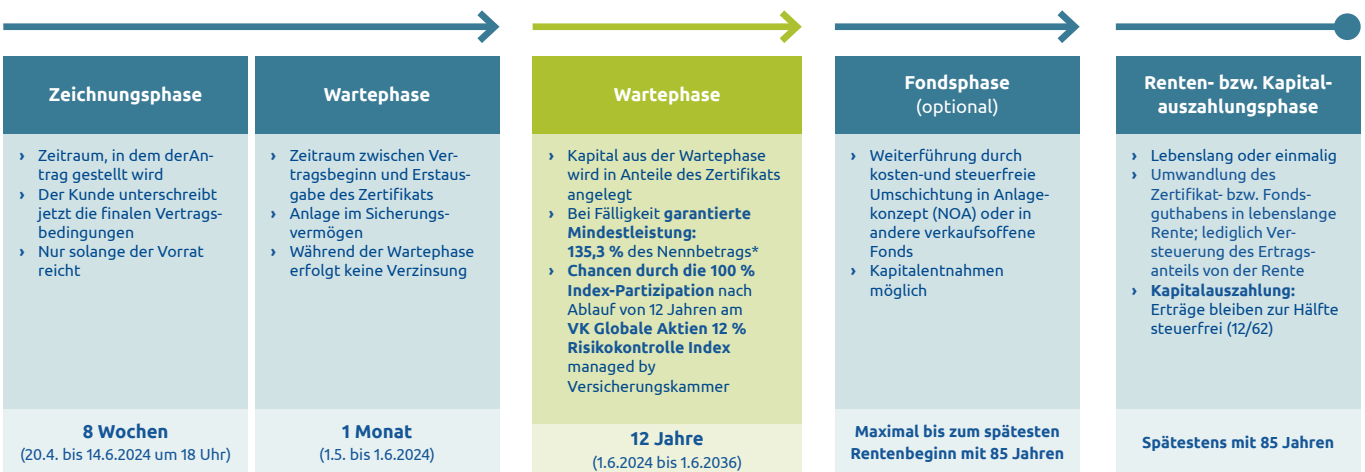 Zeichnungsphase
› Zeitraum, in dem derAn-
trag gestellt wird
› Der Kunde unterschreibt
jetzt die finalen Vertrags-
bedingungen
› Nur solange der Vorrat
reicht
8 Wochen
(20.4. bis 14.6.2024 um 18 Uhr)
Wartephase
› Zeitraum zwischen Ver-
tragsbeginn und Erstaus-
gabe des Zertifikats
› Anlage im Sicherungs-
vermögen
› Während der Wartephase
erfolgt keine Verzinsung
1 Monat
(1.5. bis 1.6.2024)
Wartephase
› Kapital aus der Wartephase
wird in Anteile des Zertifikats
angelegt
› Bei Fälligkeit garantierte
Mindestleistung:
135,3 % des Nennbetrags*
› Chancen durch die 100 %
Index-Partizipation nach
Ablauf von 12 Jahren am
VK Globale Aktien 12 %
Risikokontrolle Index
managed by
Versicherungskammer
12 Jahre
(1.6.2024 bis 1.6.2036)
Fondsphase
(optional)
› Weiterführung durch
kosten-und steuerfreie
Umschichtung in Anlage-
konzept (NOA) oder in
andere verkaufsoffene
Fonds
› Kapitalentnahmen
möglich
Maximal bis zum spätesten
Rentenbeginn mit 85 Jahren
Renten- bzw. Kapital-
auszahlungsphase
› Lebenslang oder einmalig
› Umwandlung des
Zertifikat- bzw. Fonds-
guthabens in lebenslange
Rente; lediglich Ver-
steuerung des Ertrags-
anteils von der Rente
› Kapitalauszahlung:
Erträge bleiben zur Hälfte
steuerfrei (12/62)
Spätestens mit 85 Jahren